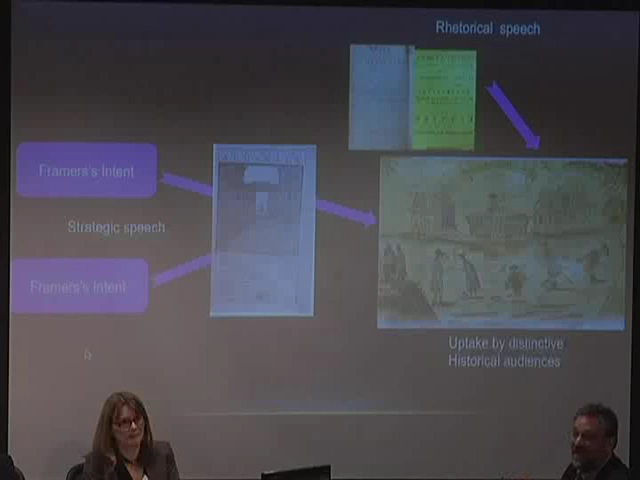 Rhetorical speech
Framers's Intent
Strategic speech
Framers's Intent
Uptake by distinctive
Historical audiences